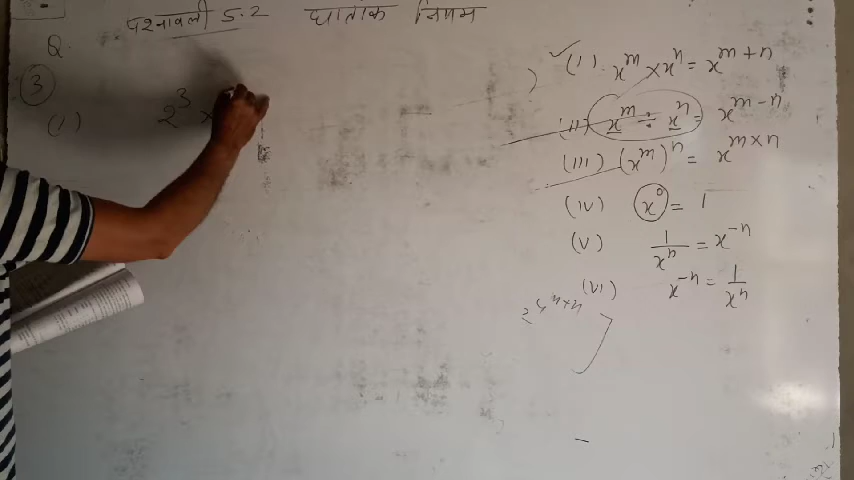 प्रश्नावली 5.2 घातांक नियम
Q.
(3)
(i) 2³ ×
(i) xᵐ × xⁿ = xᵐ⁺ⁿ
(ii) xᵐ ÷ xⁿ = xᵐ⁻ⁿ
(iii) (xᵐ)ⁿ = xᵐˣⁿ
(iv) x⁰ = 1
(v) 1/xⁿ = x⁻ⁿ
(vi) x⁻ⁿ = 1/xⁿ